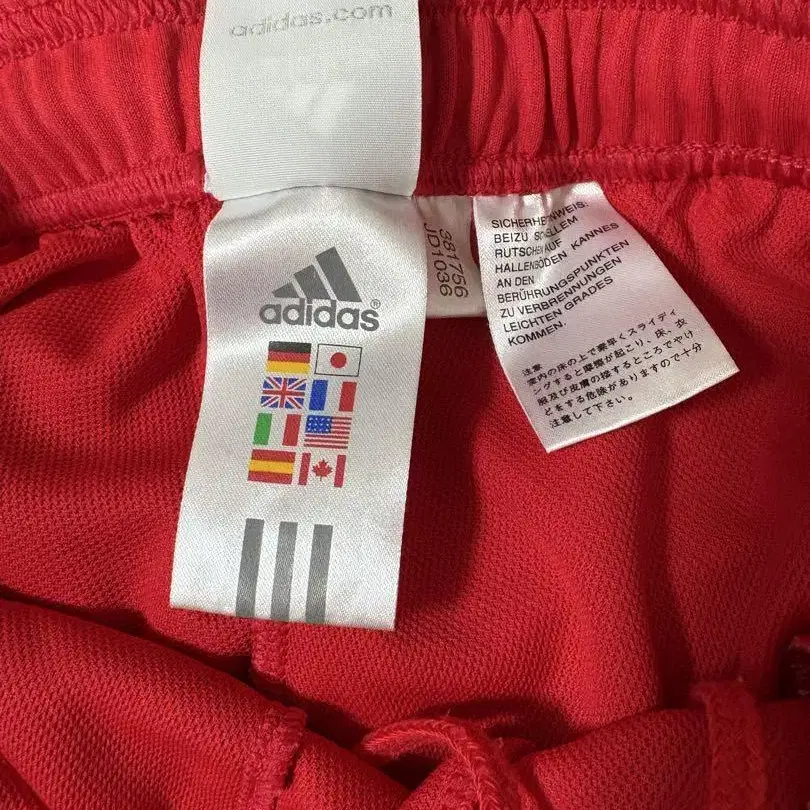 adidas.com
adidas®
381756
JD1036
SICHERHEITSHINWEIS:
BEIZU SCHNELLEM
RUTSCHEN AUF
HALLENBÖDEN KANNES
AN DEN
BERÜHRUNGSPUNKTEN
ZU VERBRENNUNGEN
LEICHTEN GRADES
KOMMEN.
注意
室内の床の上で素早くスライディ
ングすると摩擦が起こり、床、衣
服及び皮膚の接するところでやけ
どをする危険がありますので十分
注意して下さい。